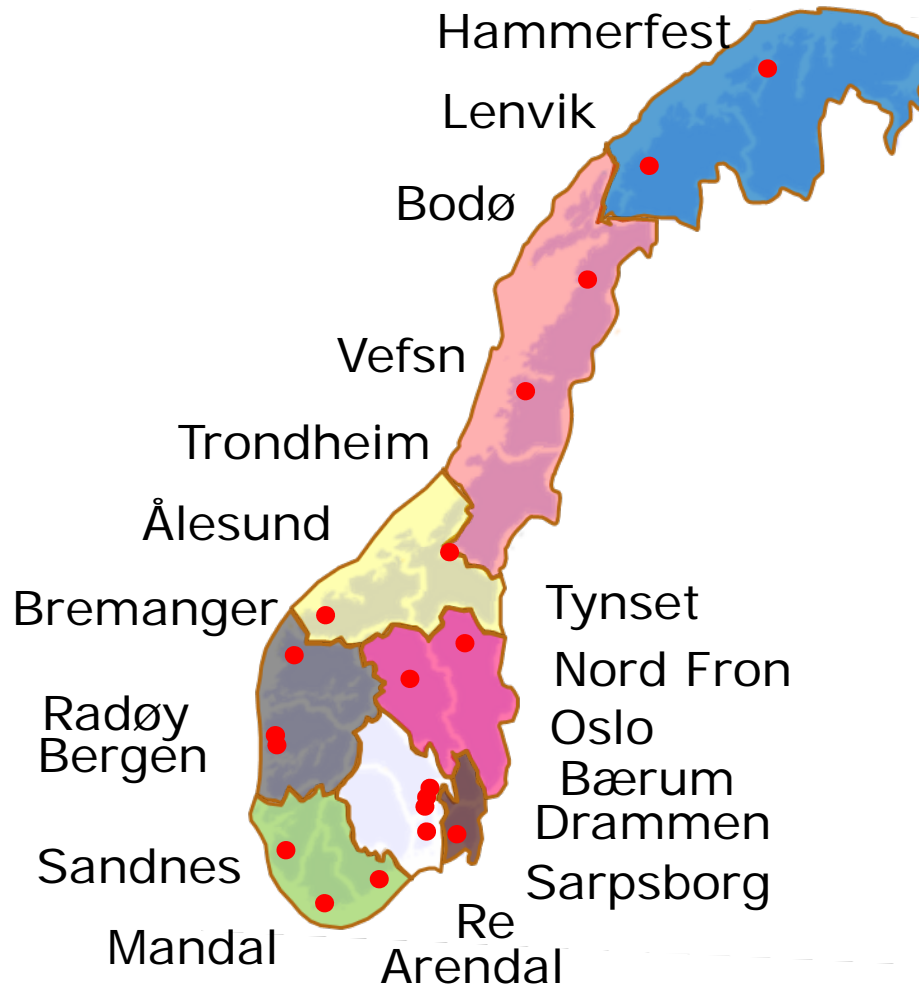 Hammerfest
Lenvik
Bodø
Vefsn
Trondheim
Ålesund
Bremanger
Tynset
Nord Fron
Radøy
Oslo
Bergen
Bærum
Drammen
Sandnes
Sarpsborg
Re
Mandal
Arendal